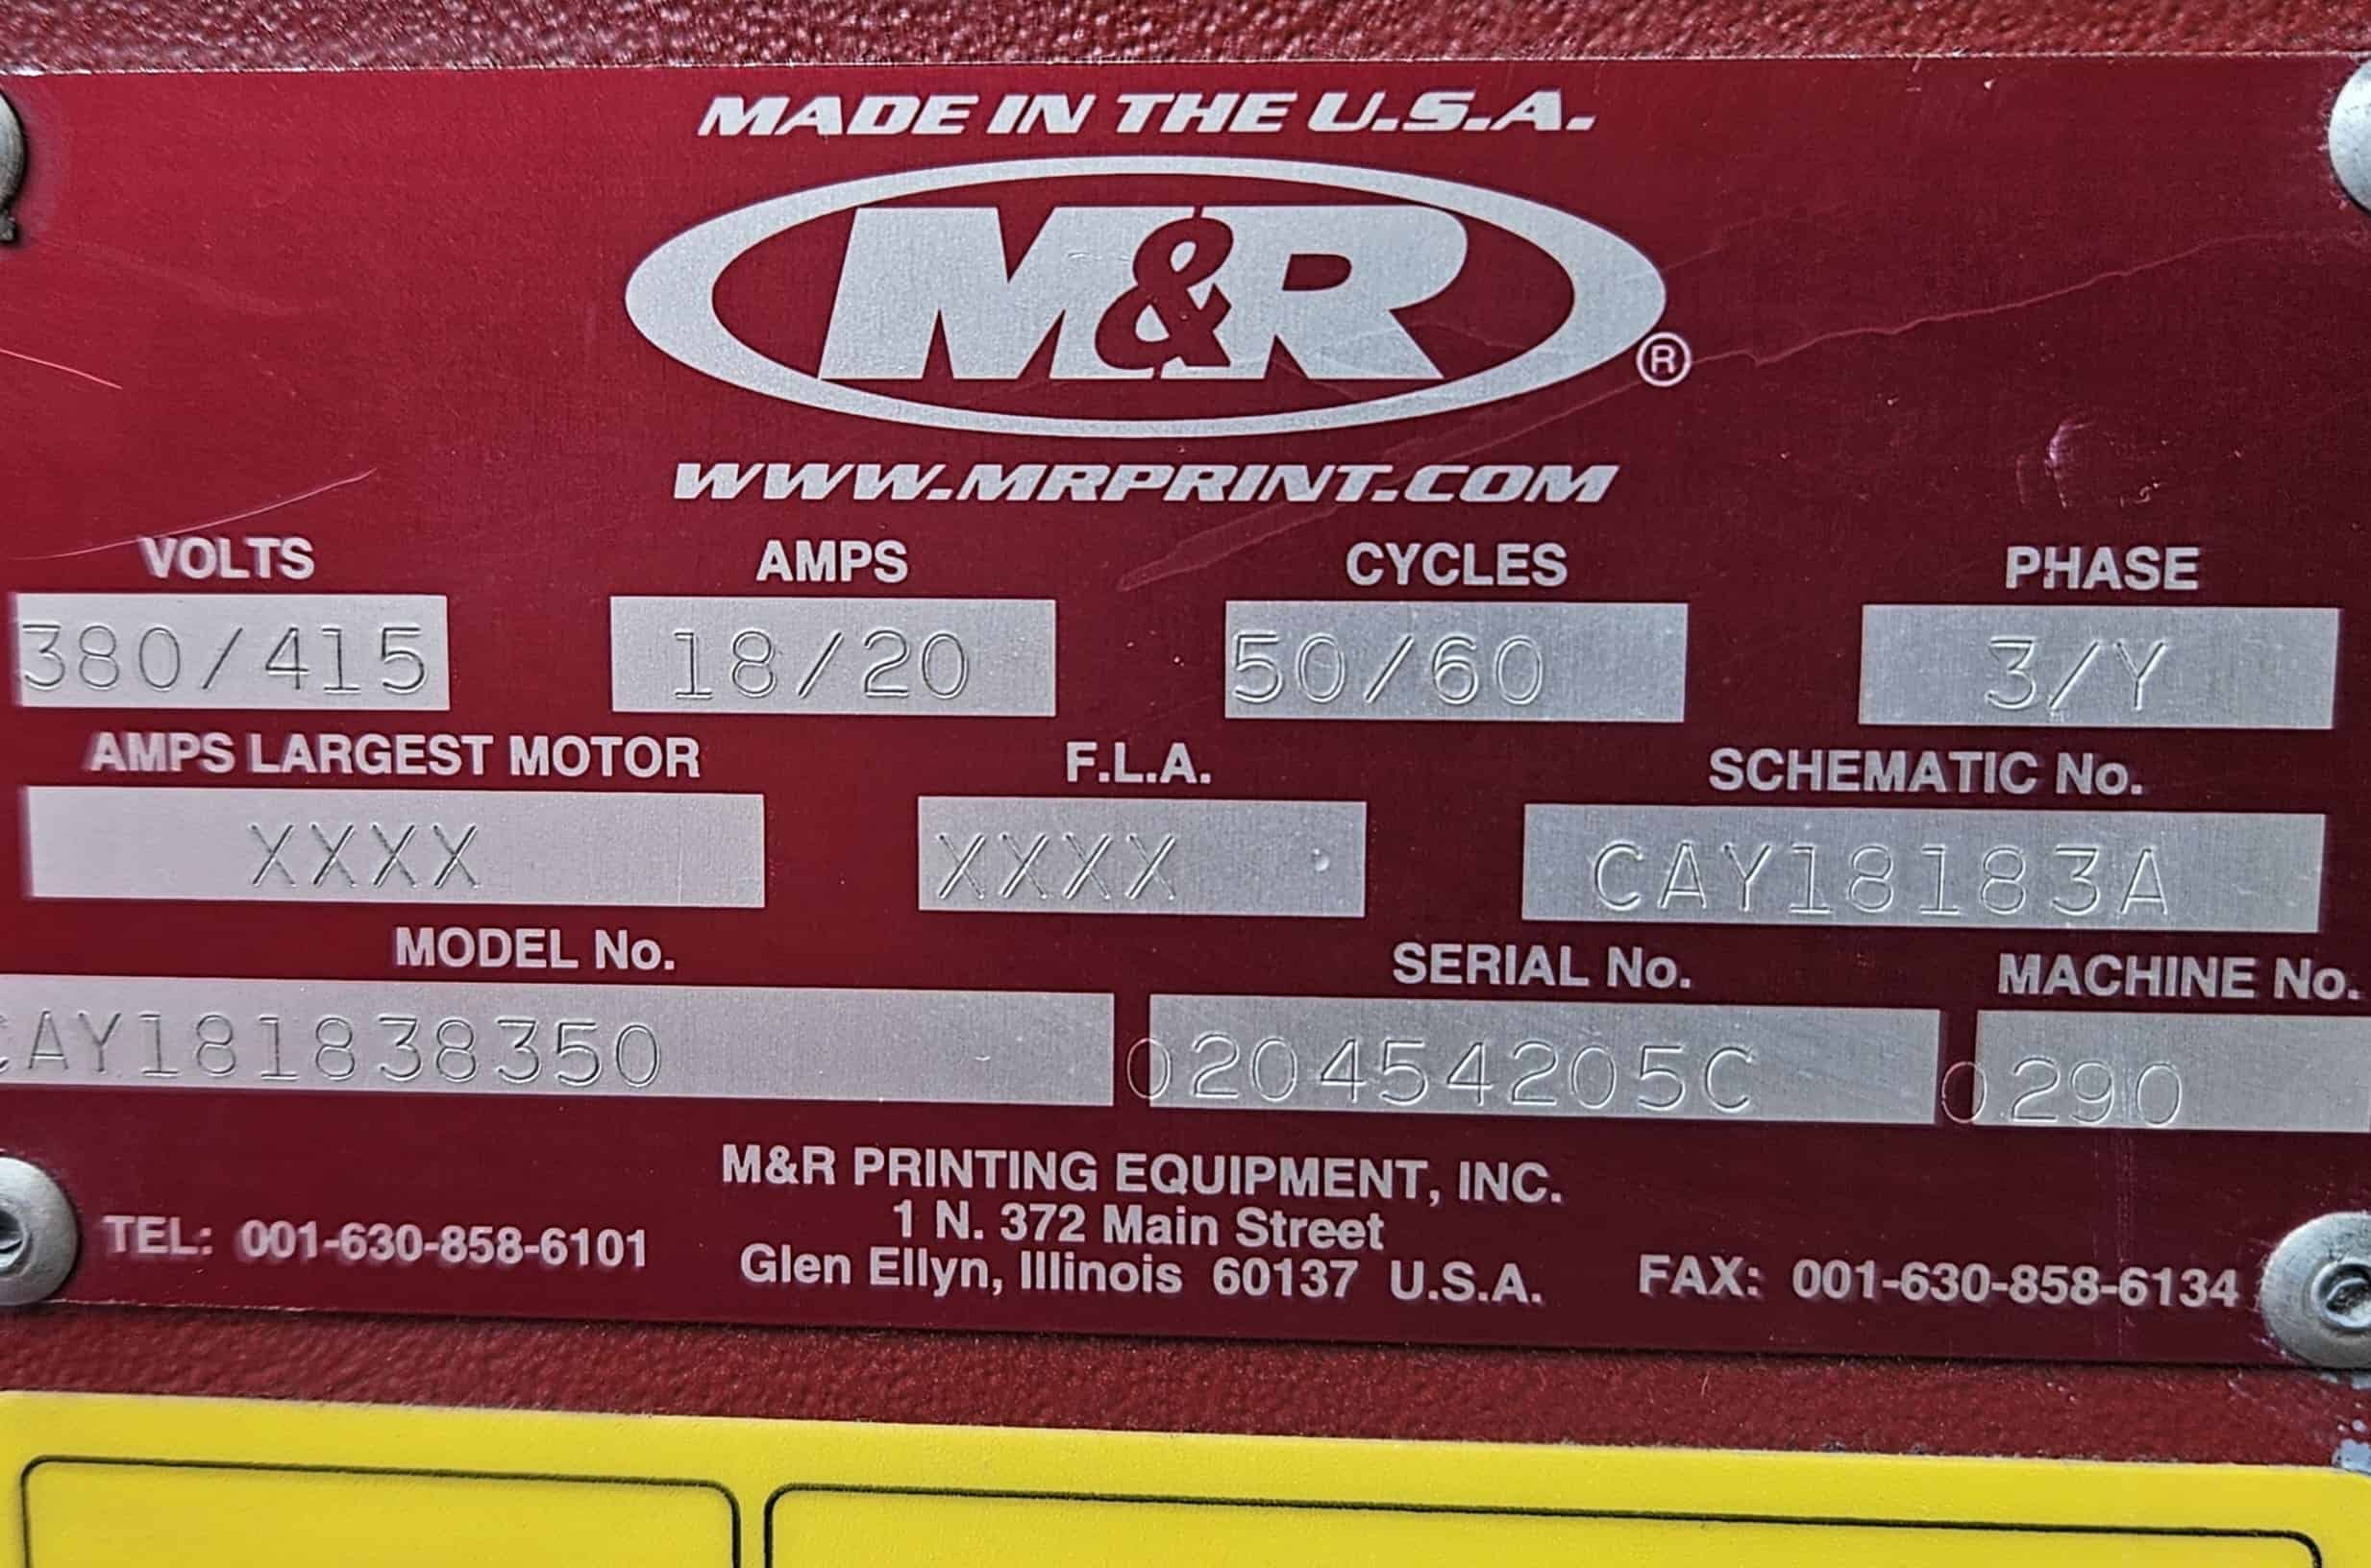 MADE IN THE U.S.A.
M&R®
WWW.MRPRINT.COM
VOLTS AMPS CYCLES PHASE
380/415 18/20 50/60 3/Y
AMPS LARGEST MOTOR F.L.A. SCHEMATIC No.
XXXX XXXX CAY18183A
MODEL No. SERIAL No. MACHINE No.
CAY181838350 020454205C 0290
M&R PRINTING EQUIPMENT, INC.
1 N. 372 Main Street
TEL: 001-630-858-6101 Glen Ellyn, Illinois 60137 U.S.A. FAX: 001-630-858-6134